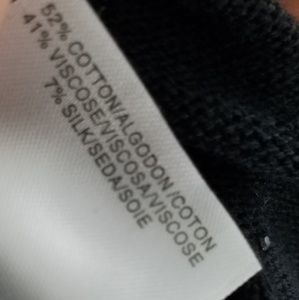 52% COTTON/ALGODON/COTON
41% VISCOSE/VISCOSA/VISCOSE
7% SILK/SEDA/SOIE